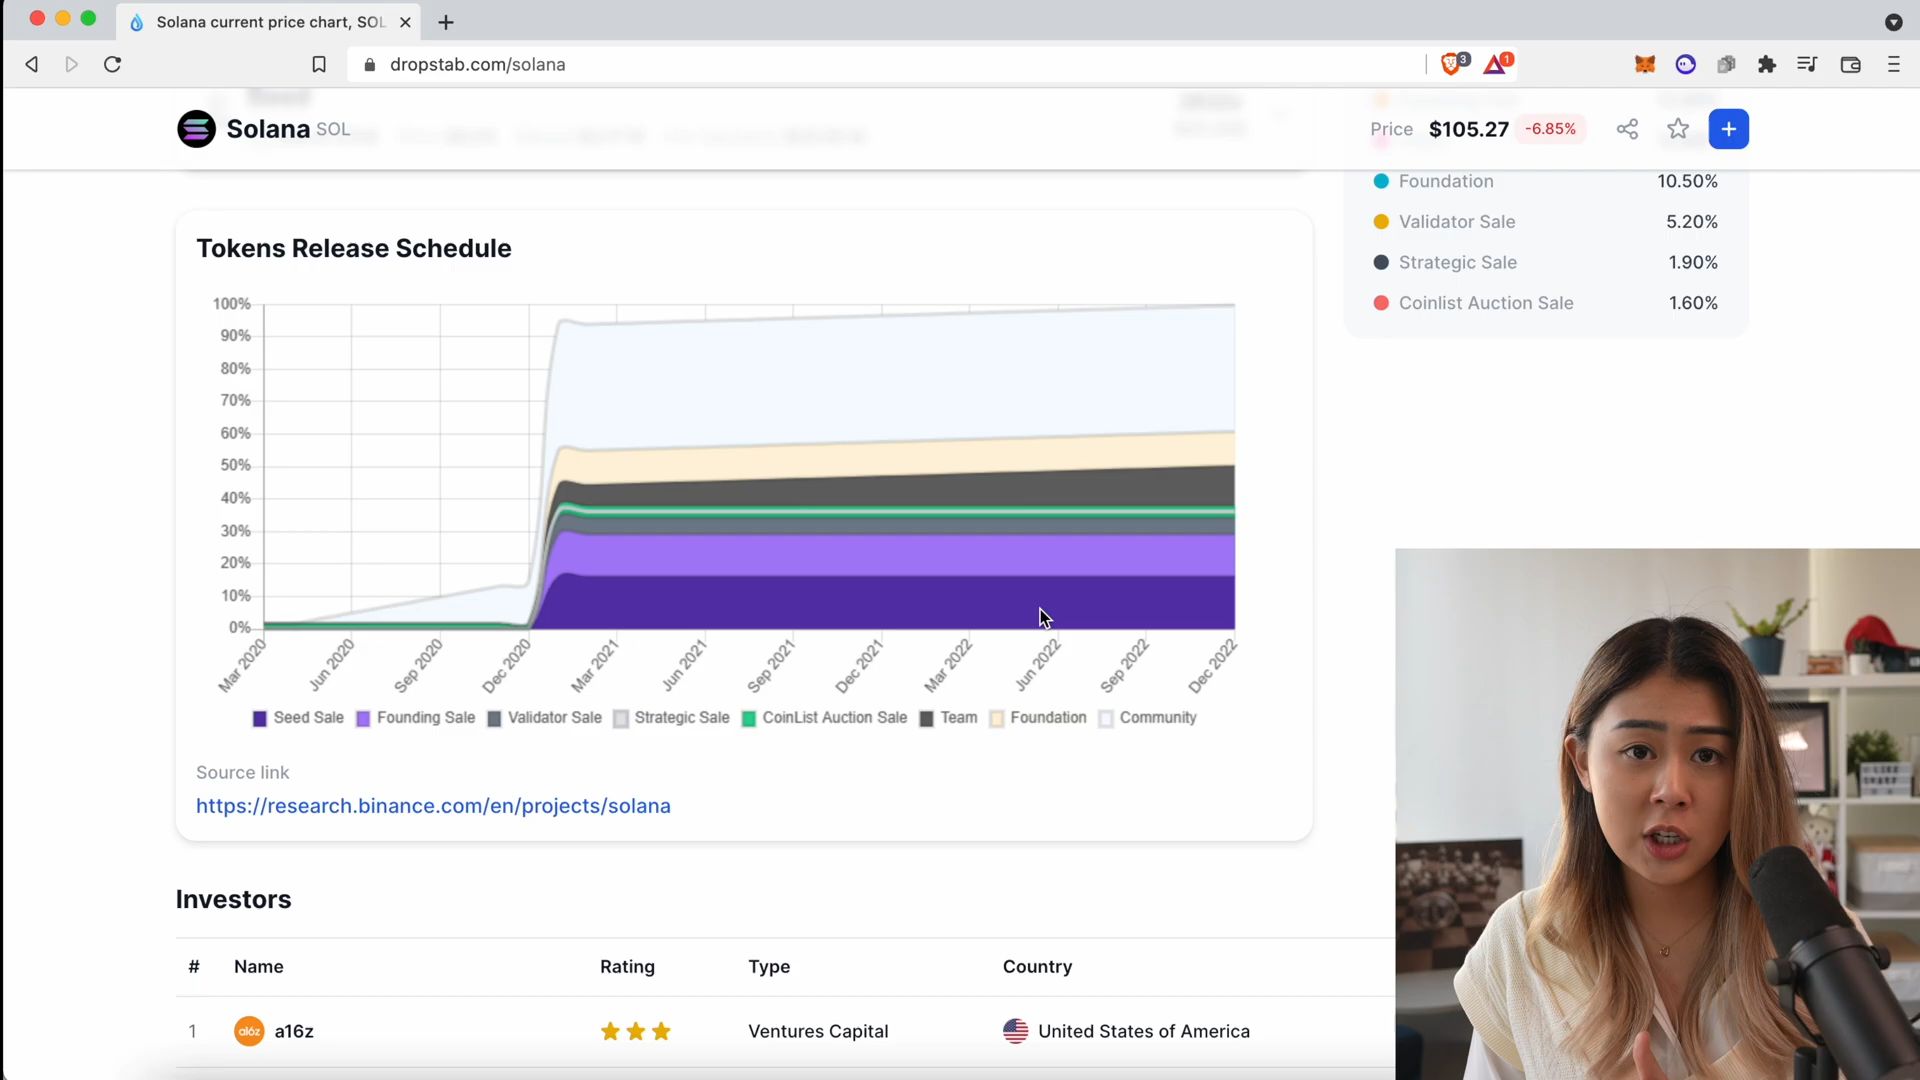 Solana current price chart, SOL
dropstab.com/solana
3
1
Solana SOL
Price $105.27 -6.85%
Foundation 10.50%
Validator Sale 5.20%
Strategic Sale 1.90%
Coinlist Auction Sale 1.60%
Tokens Release Schedule
100%
90%
80%
70%
60%
50%
40%
30%
20%
10%
0%
Mar 2020
Jun 2020
Sep 2020
Dec 2020
Mar 2021
Jun 2021
Sep 2021
Dec 2021
Mar 2022
Jun 2022
Sep 2022
Dec 2022
Seed Sale Founding Sale Validator Sale Strategic Sale CoinList Auction Sale Team Foundation Community
Source link
https://research.binance.com/en/projects/solana
Investors
# Name Rating Type Country
1 a16z a16z Ventures Capital United States of America